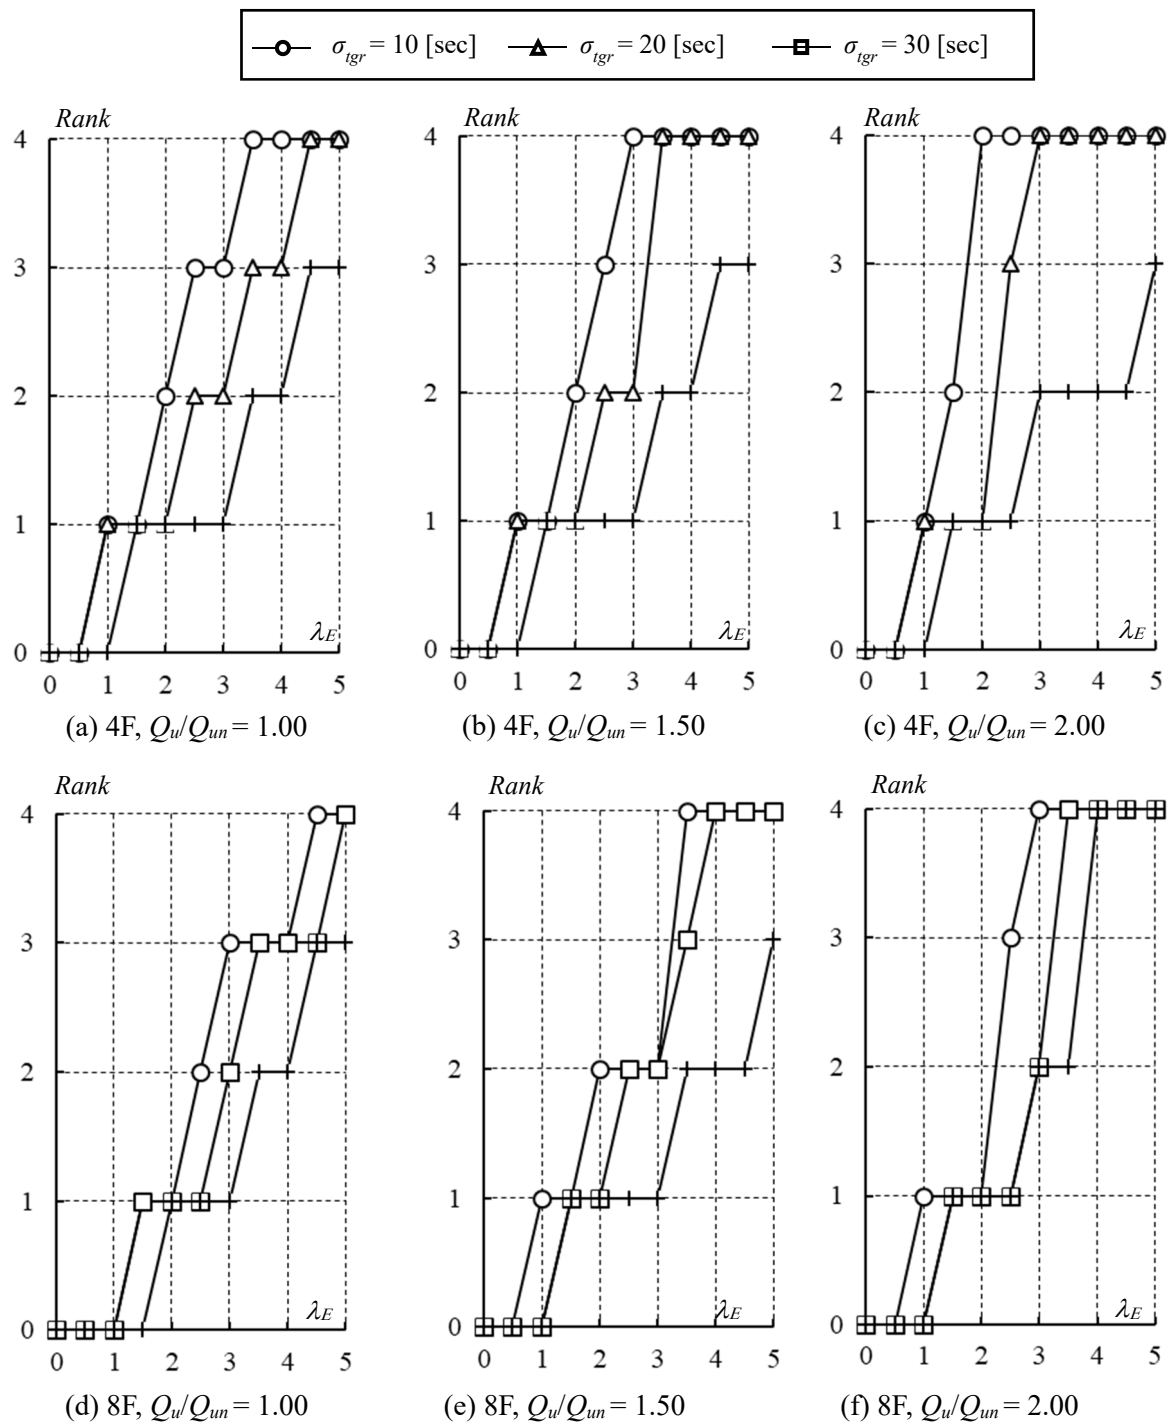 σtgr = 10 [sec] σtgr = 20 [sec] σtgr = 30 [sec]
Rank Rank Rank
4 4 4
3 3 3
2 2 2
1 1 1
λE λE λE
0 0 0
0 1 2 3 4 5 0 1 2 3 4 5 0 1 2 3 4 5
(a) 4F, Qu/Qun = 1.00 (b) 4F, Qu/Qun = 1.50 (c) 4F, Qu/Qun = 2.00
Rank Rank Rank
4 4 4
3 3 3
2 2 2
1 1 1
λE λE λE
0 0 0
0 1 2 3 4 5 0 1 2 3 4 5 0 1 2 3 4 5
(d) 8F, Qu/Qun = 1.00 (e) 8F, Qu/Qun = 1.50 (f) 8F, Qu/Qun = 2.00